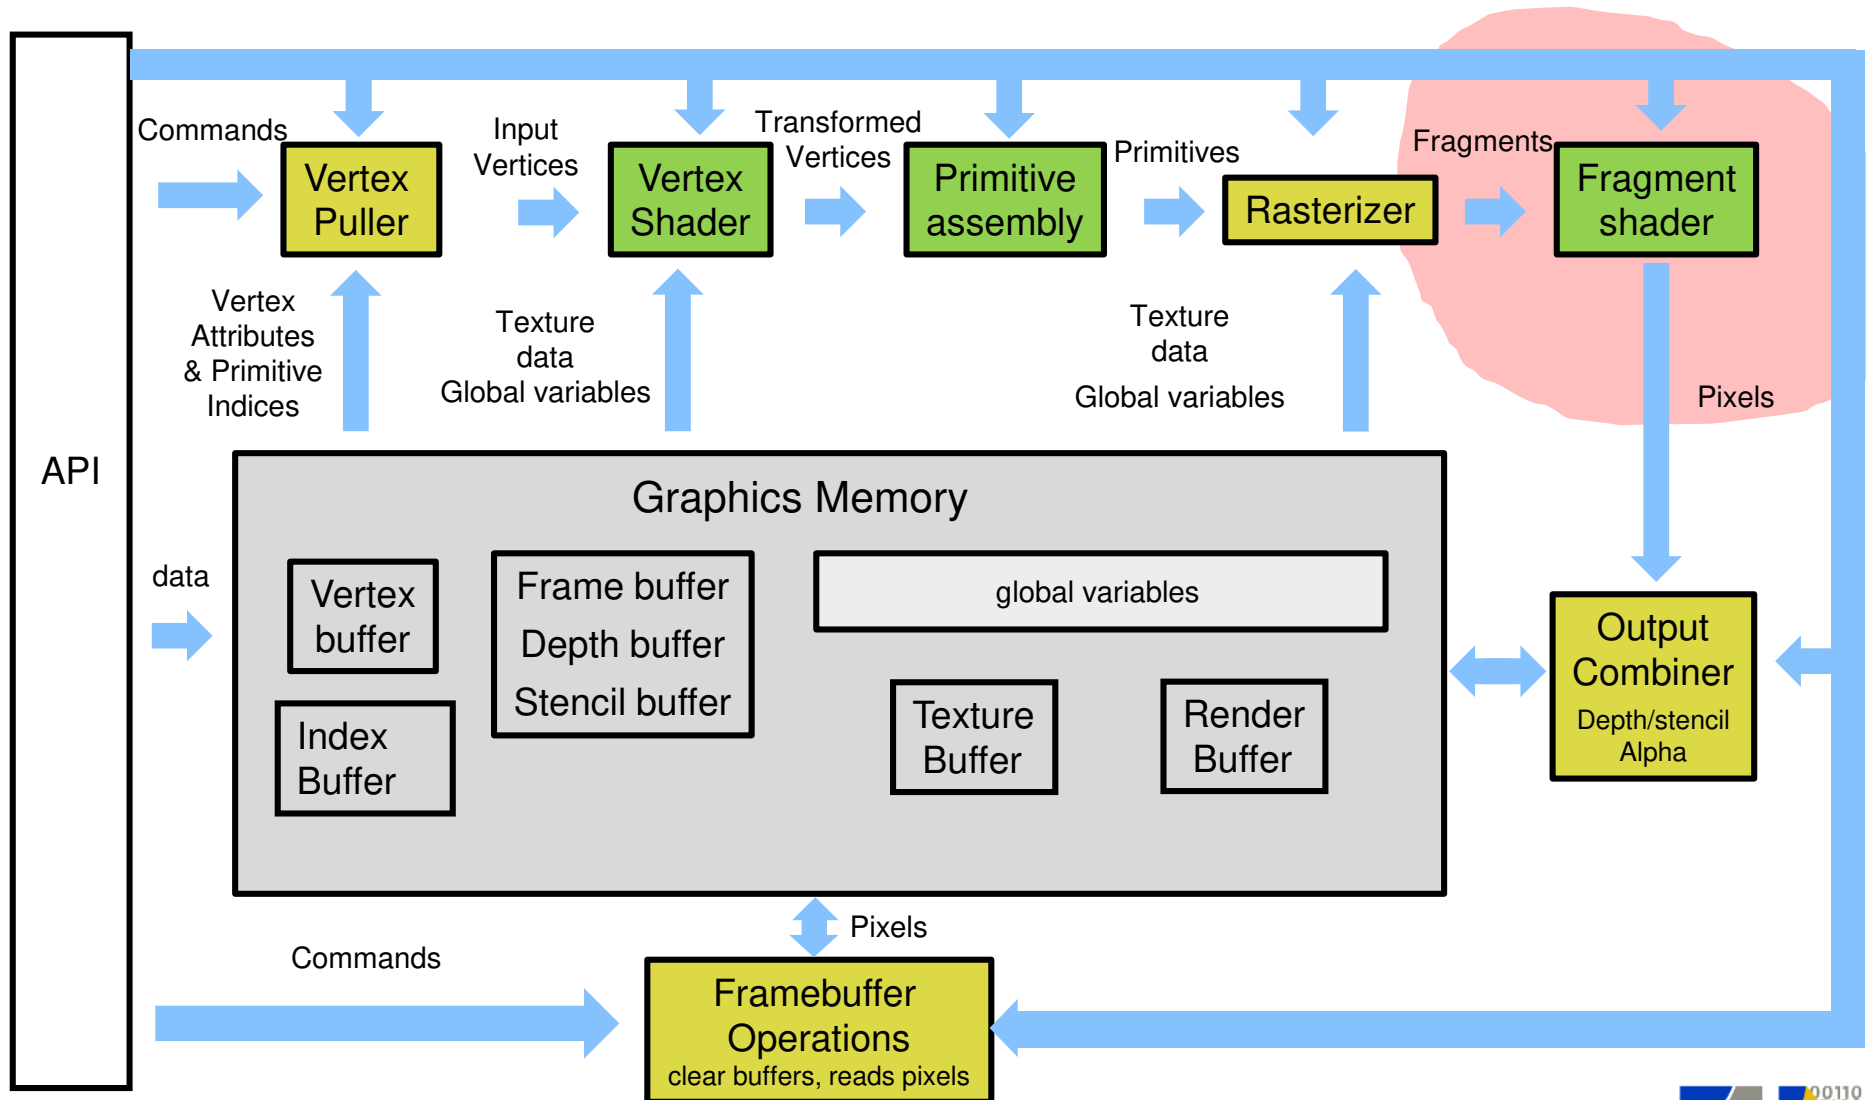 API
Commands
Vertex
Puller
Input
Vertices
Vertex
Shader
Transformed
Vertices
Primitive
assembly
Primitives
Rasterizer
Fragments
Fragment
shader
Vertex
Attributes
& Primitive
Indices
Texture
data
Global variables
Texture
data
Global variables
Pixels
Graphics Memory
data
Vertex
buffer
Index
Buffer
Frame buffer
Depth buffer
Stencil buffer
global variables
Texture
Buffer
Render
Buffer
Output
Combiner
Depth/stencil
Alpha
Pixels
Commands
Framebuffer
Operations
clear buffers, reads pixels
00110